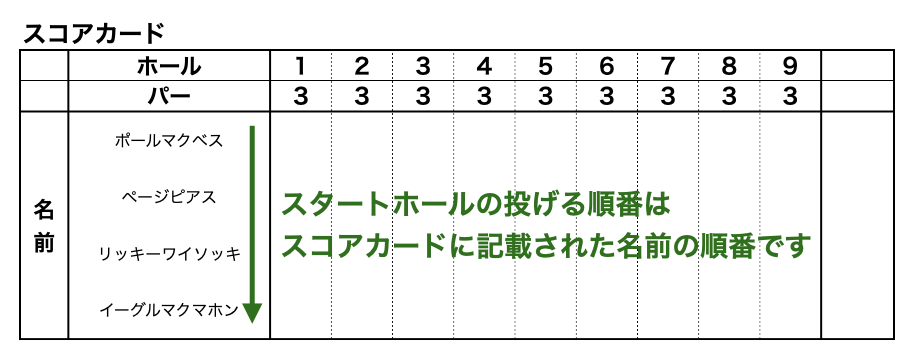 スコアカード
ホール 1 2 3 4 5 6 7 8 9
パー 3 3 3 3 3 3 3 3 3
名前
ポールマクベス
ページピアス
リッキーワイソッキ
イーグルマクマホン
スタートホールの投げる順番は
スコアカードに記載された名前の順番です